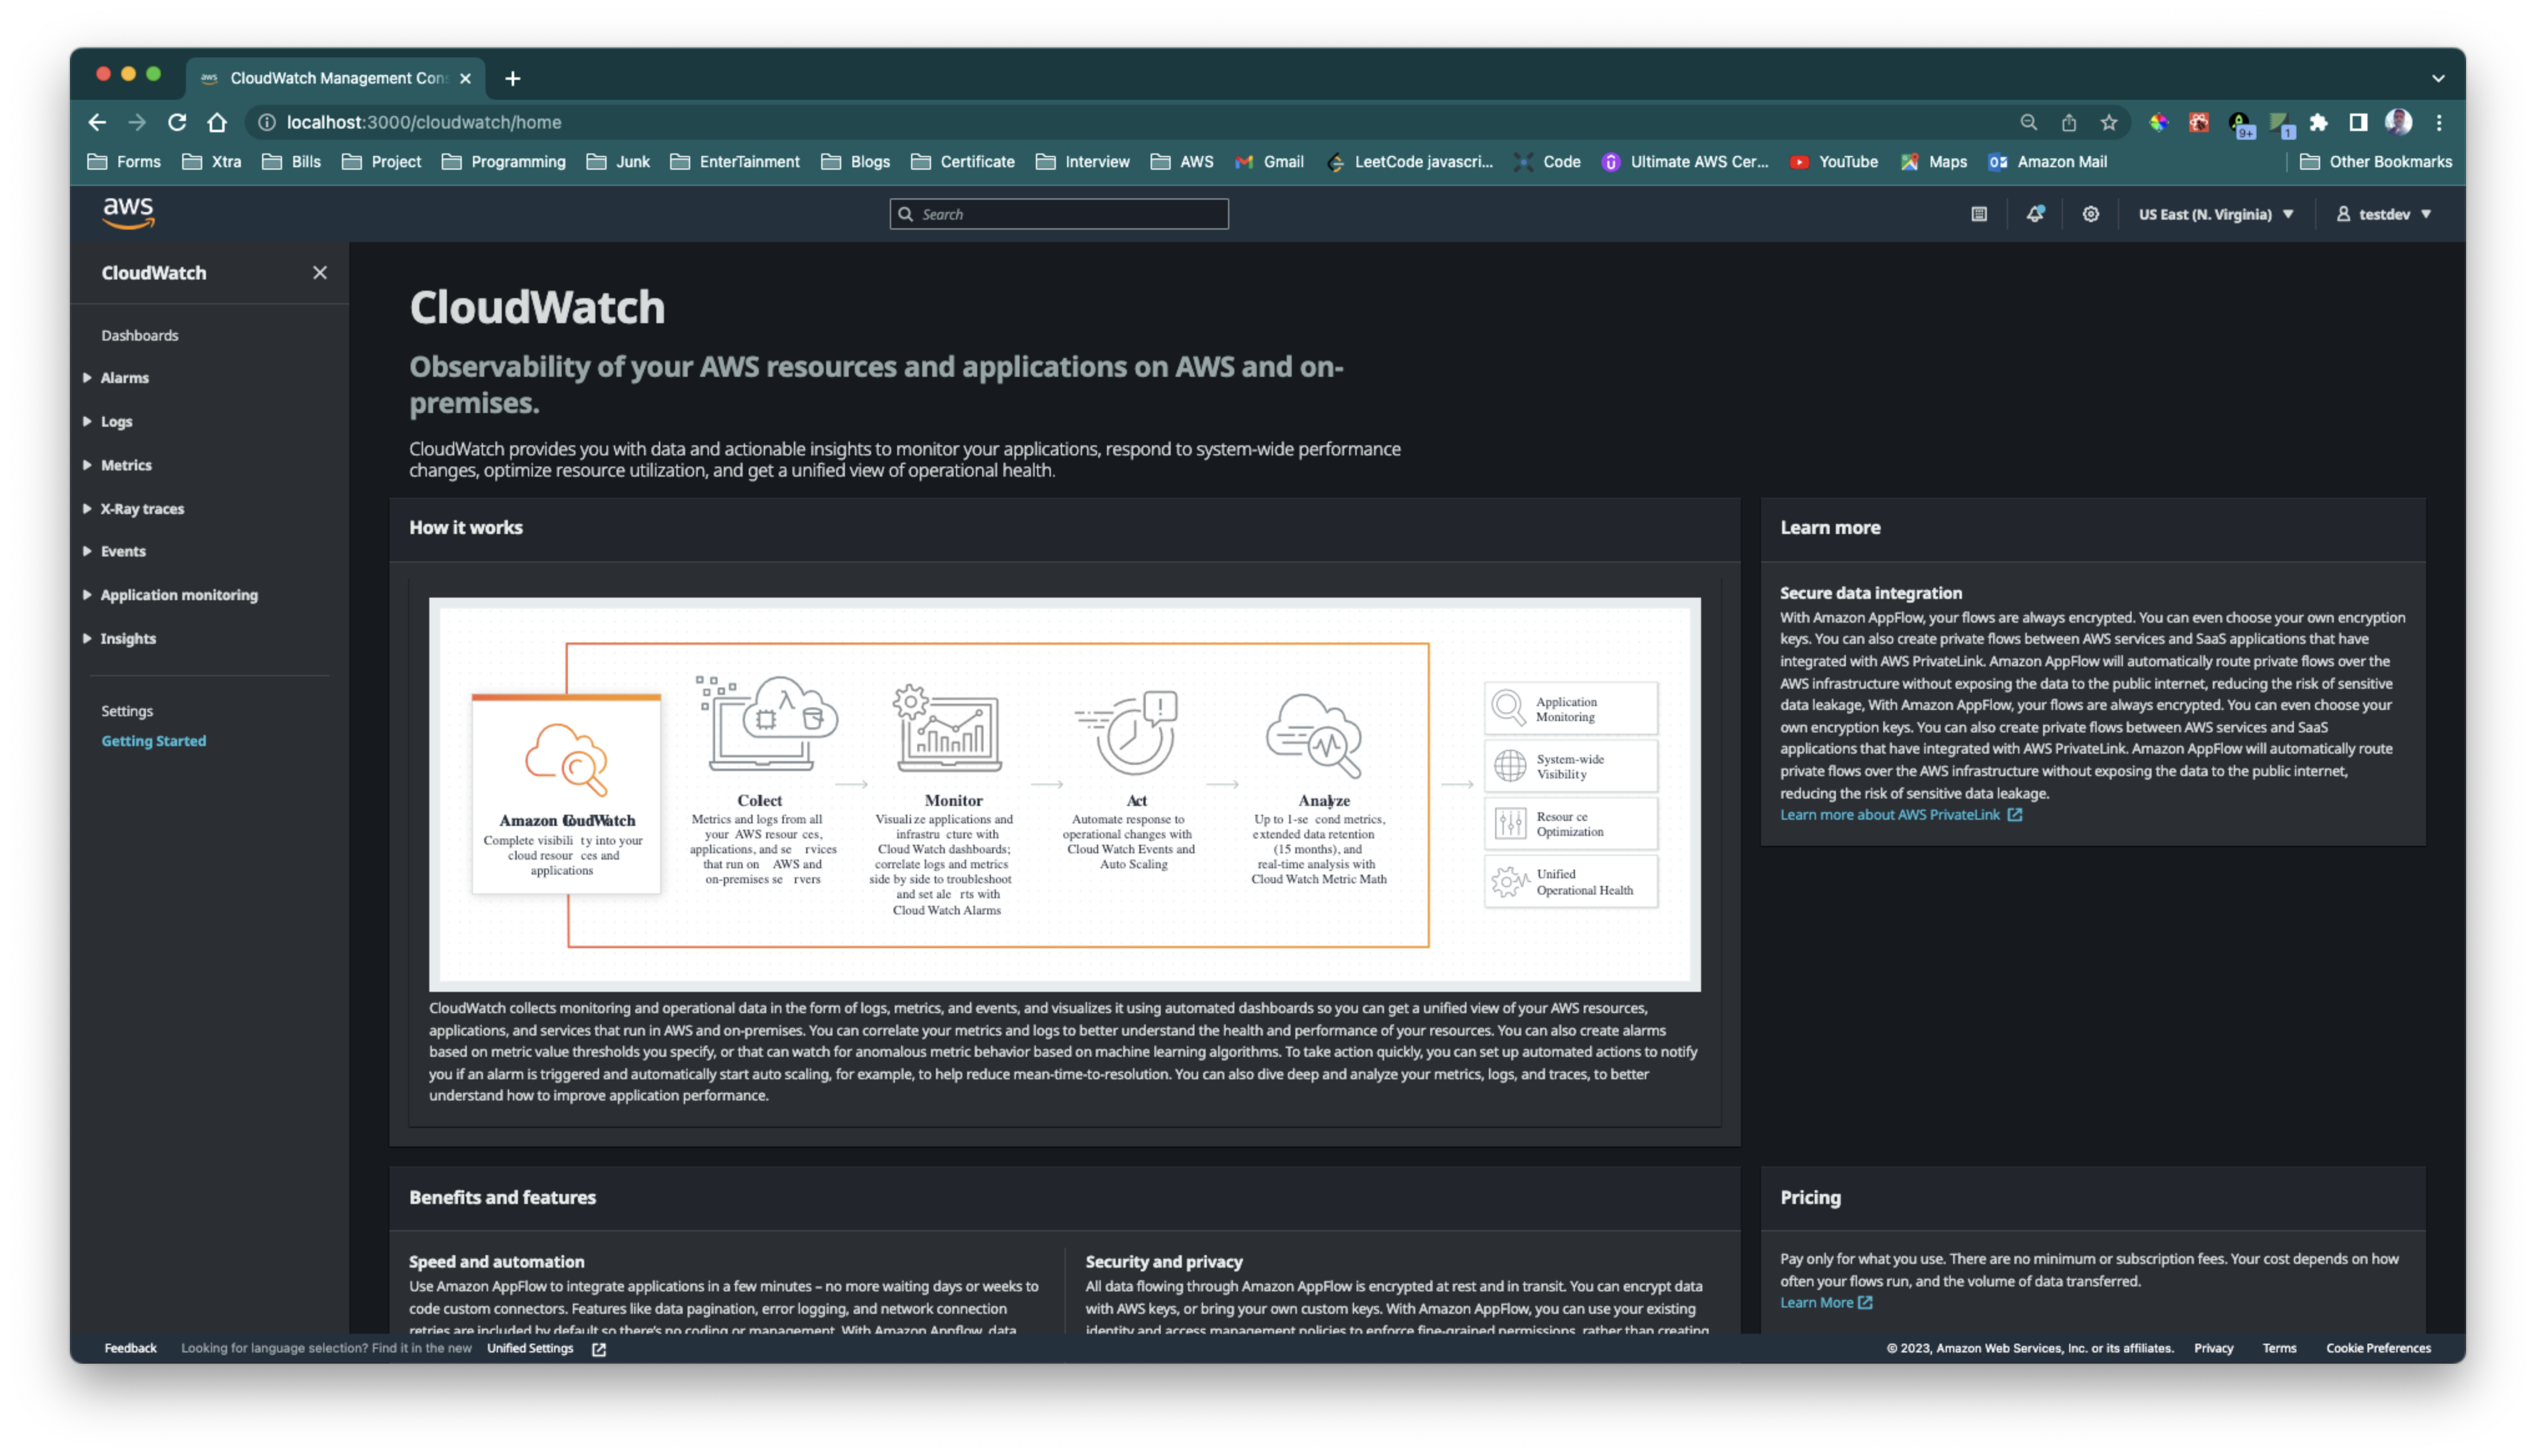 aws CloudWatch Management Con
localhost:3000/cloudwatch/home
9+
1
Forms Xtra Bills Project Programming Junk EnterTainment Blogs Certificate Interview AWS Gmail LeetCode javascri... Code Ultimate AWS Cer... YouTube Maps Amazon Mail Other Bookmarks
aws
Search
US East (N. Virginia)
testdev
CloudWatch
Dashboards
Alarms
Logs
Metrics
X-Ray traces
Events
Application monitoring
Insights
Settings
Getting Started
CloudWatch
Observability of your AWS resources and applications on AWS and on-
premises.
CloudWatch provides you with data and actionable insights to monitor your applications, respond to system-wide performance
changes, optimize resource utilization, and get a unified view of operational health.
How it works
Amazon CloudWatch
Complete visibili ty into your
cloud resour ces and
applications
Colect
Metrics and logs from all
your AWS resour ces,
applications, and se rvices
that run on AWS and
on-premises se rvers
Monitor
Visualize applications and
infrastru cture with
Cloud Watch dashboards;
correlate logs and metrics
side by side to troubleshoot
and set ale rts with
Cloud Watch Alarms
Act
Automate response to
operational changes with
Cloud Watch Events and
Auto Scaling
Analyze
Up to 1-se cond metrics,
extended data retention
(15 months), and
real-time analysis with
Cloud Watch Metric Math
Application
Monitoring
System-wide
Visibility
Resour ce
Optimization
Unified
Operational Health
CloudWatch collects monitoring and operational data in the form of logs, metrics, and events, and visualizes it using automated dashboards so you can get a unified view of your AWS resources,
applications, and services that run in AWS and on-premises. You can correlate your metrics and logs to better understand the health and performance of your resources. You can also create alarms
based on metric value thresholds you specify, or that can watch for anomalous metric behavior based on machine learning algorithms. To take action quickly, you can set up automated actions to notify
you if an alarm is triggered and automatically start auto scaling, for example, to help reduce mean-time-to-resolution. You can also dive deep and analyze your metrics, logs, and traces, to better
understand how to improve application performance.
Learn more
Secure data integration
With Amazon AppFlow, your flows are always encrypted. You can even choose your own encryption
keys. You can also create private flows between AWS services and SaaS applications that have
integrated with AWS PrivateLink. Amazon AppFlow will automatically route private flows over the
AWS infrastructure without exposing the data to the public internet, reducing the risk of sensitive
data leakage, With Amazon AppFlow, your flows are always encrypted. You can even choose your
own encryption keys. You can also create private flows between AWS services and SaaS
applications that have integrated with AWS PrivateLink. Amazon AppFlow will automatically route
private flows over the AWS infrastructure without exposing the data to the public internet,
reducing the risk of sensitive data leakage.
Learn more about AWS PrivateLink
Benefits and features
Speed and automation
Use Amazon AppFlow to integrate applications in a few minutes – no more waiting days or weeks to
code custom connectors. Features like data pagination, error logging, and network connection
retries are included by default so there's no coding or management. With Amazon Appflow, data
Security and privacy
All data flowing through Amazon AppFlow is encrypted at rest and in transit. You can encrypt data
with AWS keys, or bring your own custom keys. With Amazon AppFlow, you can use your existing
identity and access management policies to enforce fine-grained permissions, rather than creating
Pricing
Pay only for what you use. There are no minimum or subscription fees. Your cost depends on how
often your flows run, and the volume of data transferred.
Learn More
Feedback Looking for language selection? Find it in the new Unified Settings
© 2023, Amazon Web Services, Inc. or its affiliates. Privacy Terms Cookie Preferences